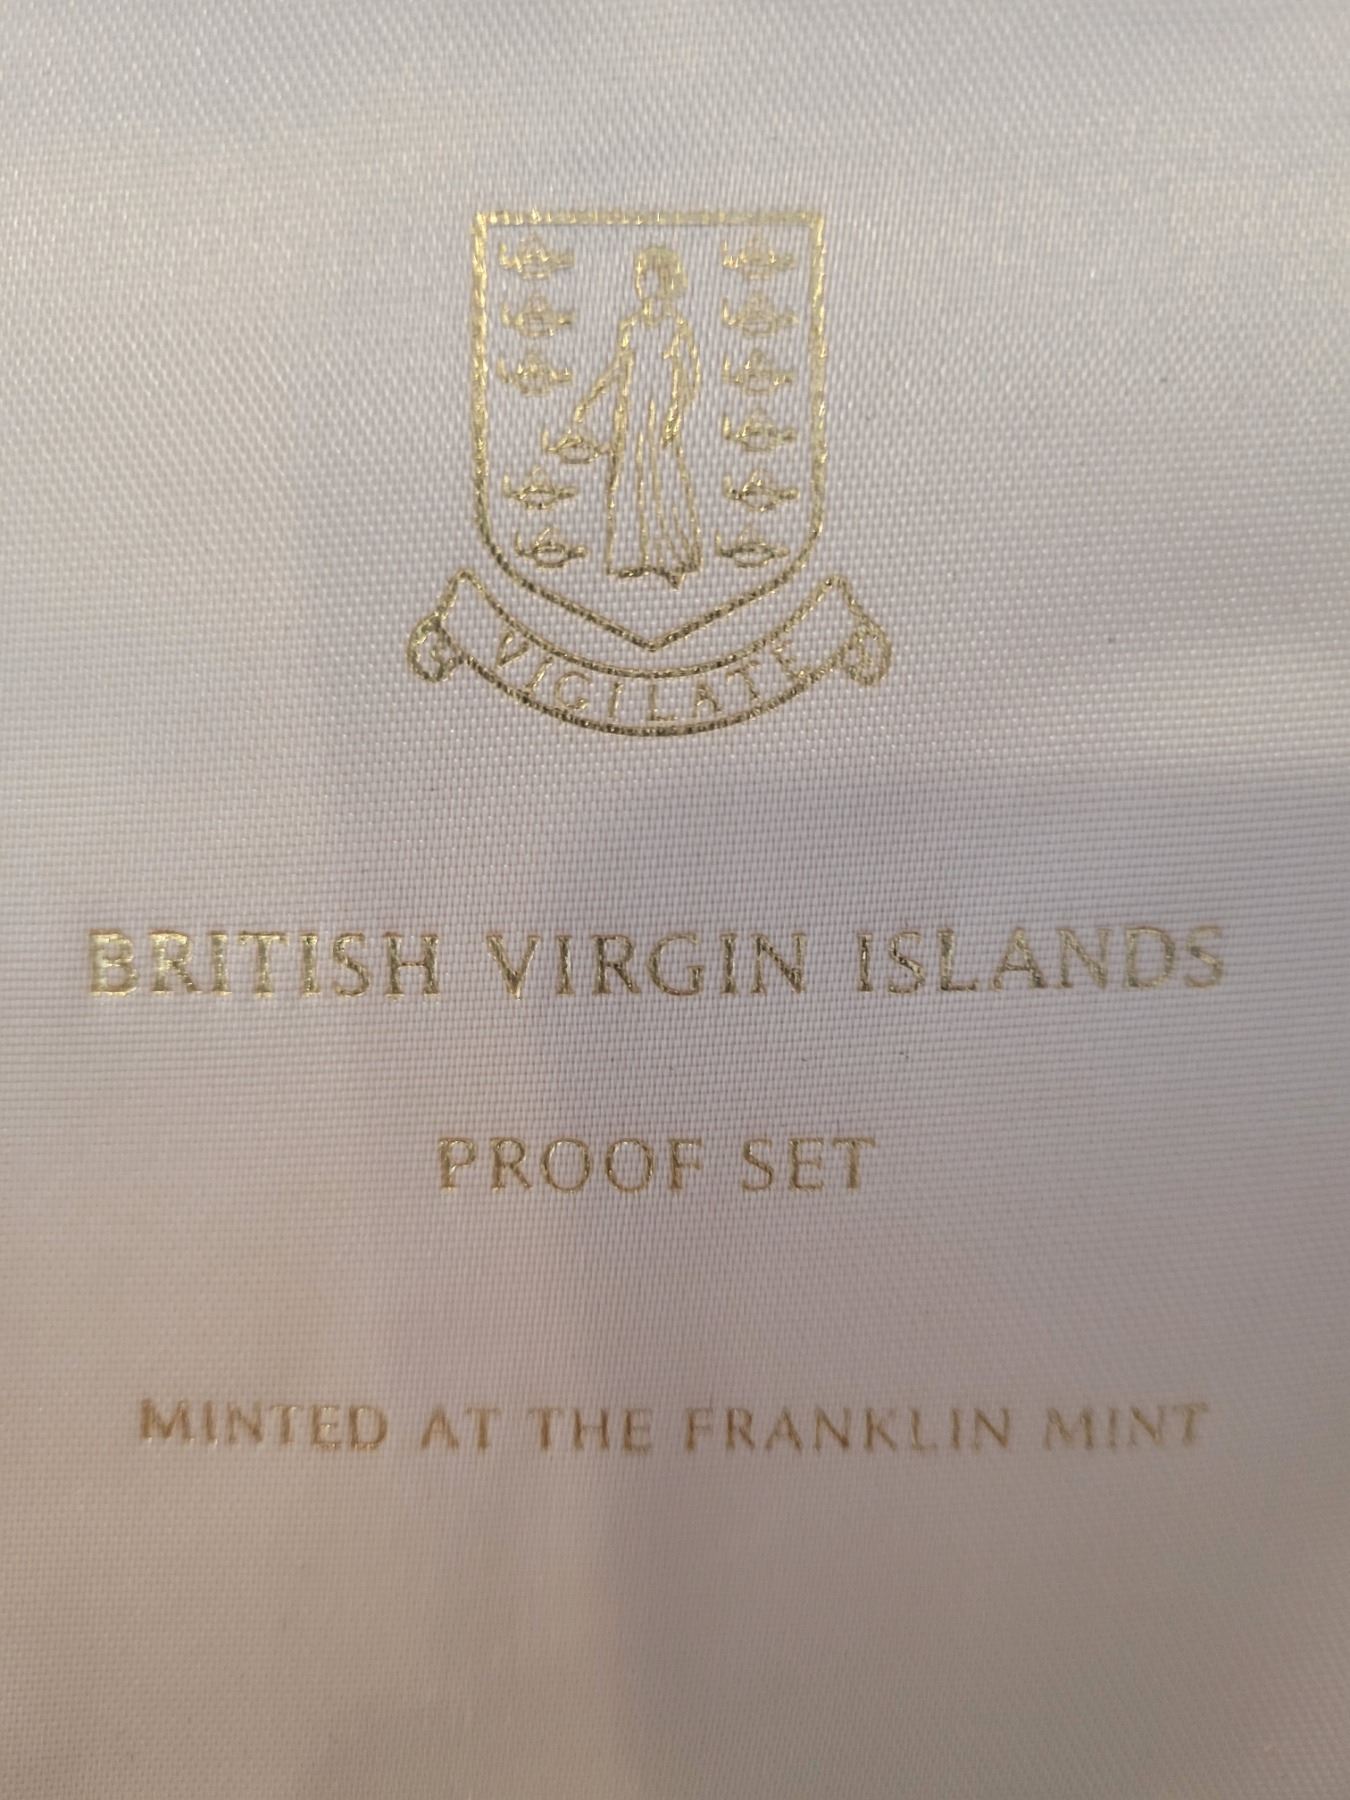 VIGILATE
BRITISH VIRGIN ISLANDS
PROOF SET
MINTED AT THE FRANKLIN MINT